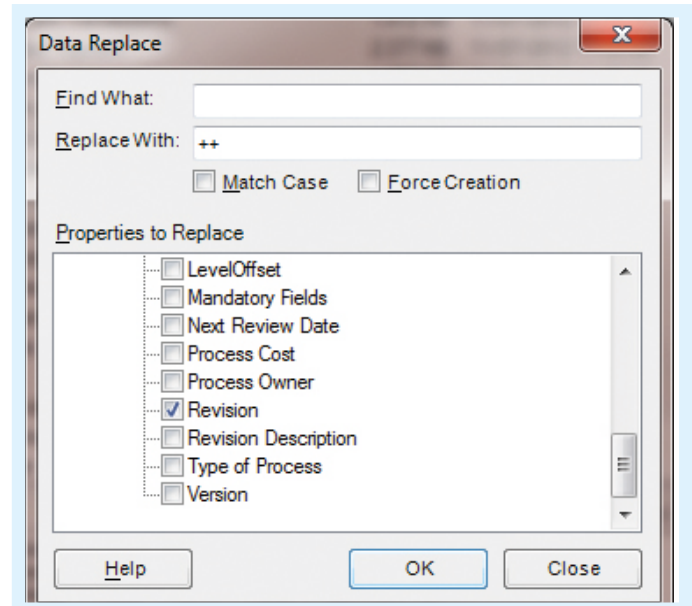 Data Replace
Find What:
Replace With: ++
Match Case Force Creation
Properties to Replace
LevelOffset
Mandatory Fields
Next Review Date
Process Cost
Process Owner
Revision
Revision Description
Type of Process
Version
Help OK Close